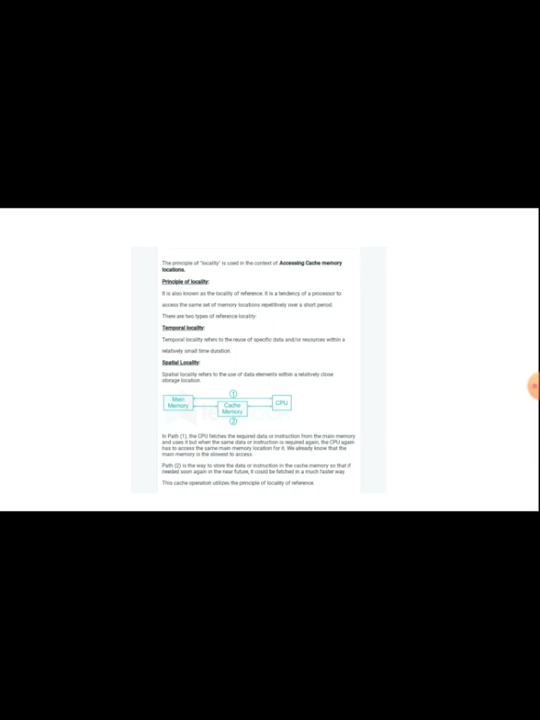 The principle of "locality" is used in the context of Accessing Cache memory
locations.
Principle of locality:
It is also known as the locality of reference. It is a tendency of a processor to
access the same set of memory locations repetitively over a short period.
There are two types of reference locality:
Temporal locality:
Temporal locality refers to the reuse of specific data and/or resources within a
relatively small time duration.
Spatial Locality:
Spatial locality refers to the use of data elements within a relatively close
storage location.
1
Main
Memory
Cache
Memory
CPU
2
In Path (1), the CPU fetches the required data or instruction from the main memory
and uses it but when the same data or instruction is required again, the CPU again
has to access the same main memory location for it. We already know that the
main memory is the slowest to access.
Path (2) is the way to store the data or instruction in the cache memory so that if
needed soon again in the near future, it could be fetched in a much faster way.
This cache operation utilizes the principle of locality of reference.